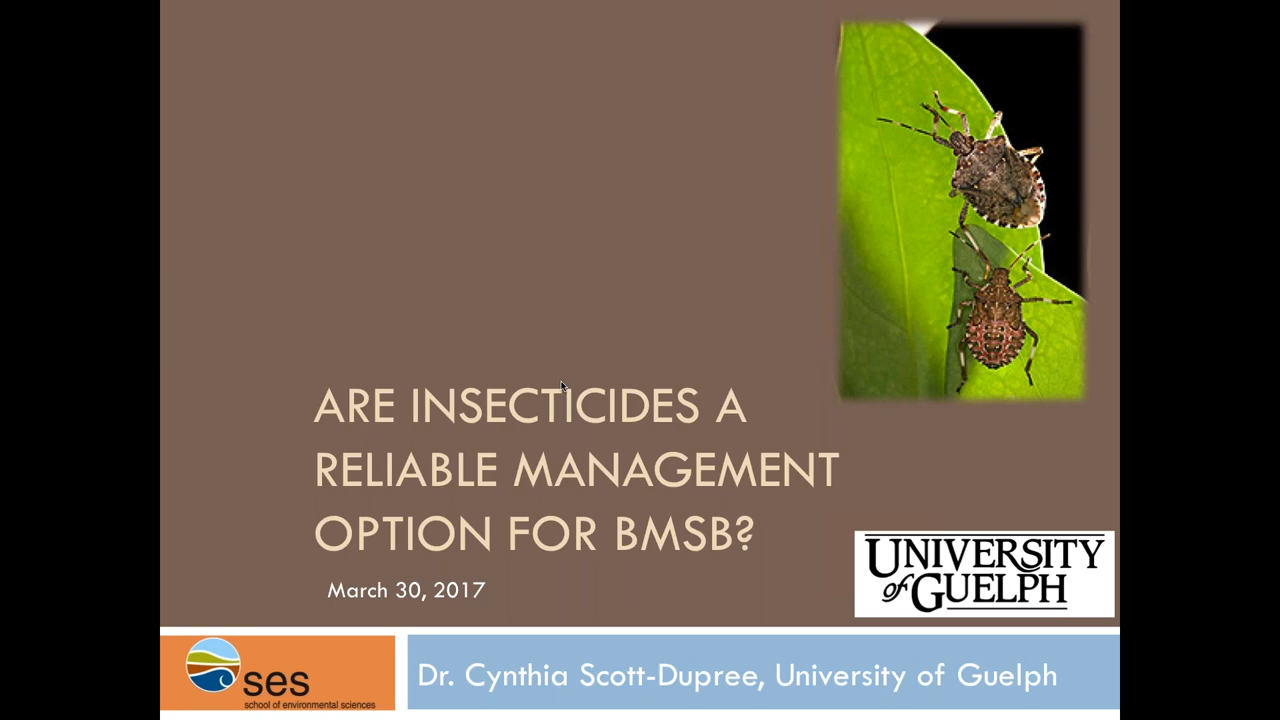 ARE INSECTICIDES A
RELIABLE MANAGEMENT
OPTION FOR BMSB?
March 30, 2017
UNIVERSITY
of GUELPH
ses
school of environmental sciences
Dr. Cynthia Scott-Dupree, University of Guelph